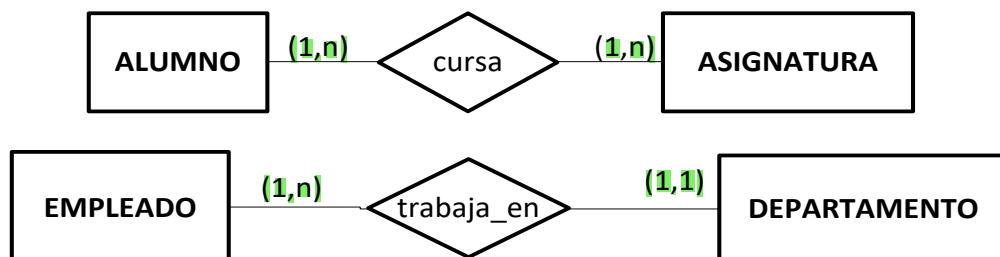 ALUMNO (1,n) cursa (1,n) ASIGNATURA
EMPLEADO (1,n) trabaja_en (1,1) DEPARTAMENTO